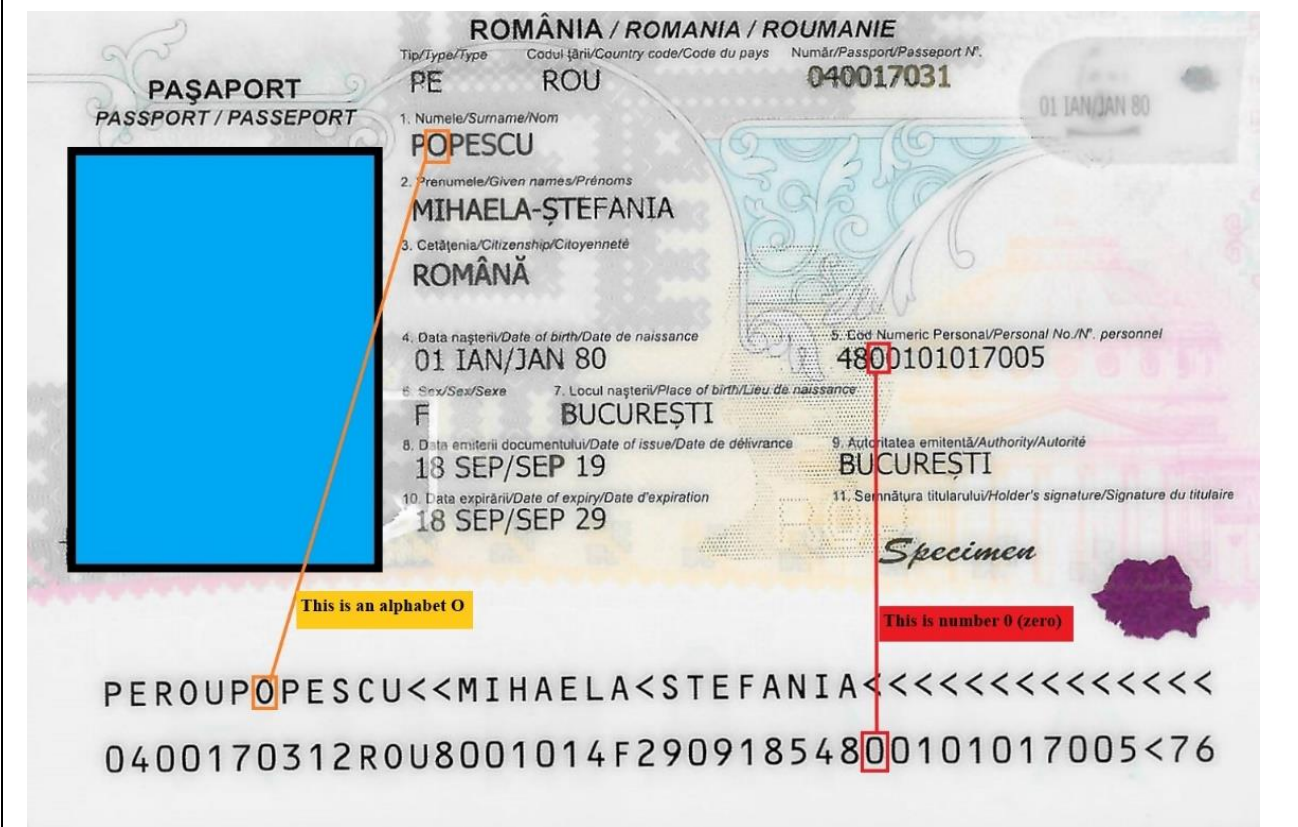 ROMÂNIA / ROMANIA / ROUMANIE
Tip/Type/Type Codul ţării/Country code/Code du pays Număr/Passport/Passeport Nº.
PE ROU 040017031
PAŞAPORT
PASSPORT / PASSEPORT
01 IAN/JAN 80
1. Numele/Surname/Nom
POPESCU
2. Prenumele/Given names/Prénoms
MIHAELA-ȘTEFANIA
3. Cetăţenia/Citizenship/Citoyenneté
ROMÂNĂ
4. Data naşterii/Date of birth/Date de naissance 5. Cod Numeric Personal/Personal No./Nº. personnel
01 IAN/JAN 80 4800101017005
6. Sex/Sex/Sexe 7. Locul naşterii/Place of birth/Lieu de naissance
F BUCUREȘTI
8. Data emiterii documentului/Date of issue/Date de délivrance 9. Autoritatea emitentă/Authority/Autorité
18 SEP/SEP 19 BUCUREȘTI
10. Data expirării/Date of expiry/Date d'expiration 11. Semnătura titularului/Holder's signature/Signature du titulaire
18 SEP/SEP 29
Specimen
This is an alphabet O
This is number 0 (zero)
PEROUPOPESCU<<MIHAELA<STEFANIA<<<<<<<<<<<<<<
0400170312ROU8001014F29091854800101017005<76